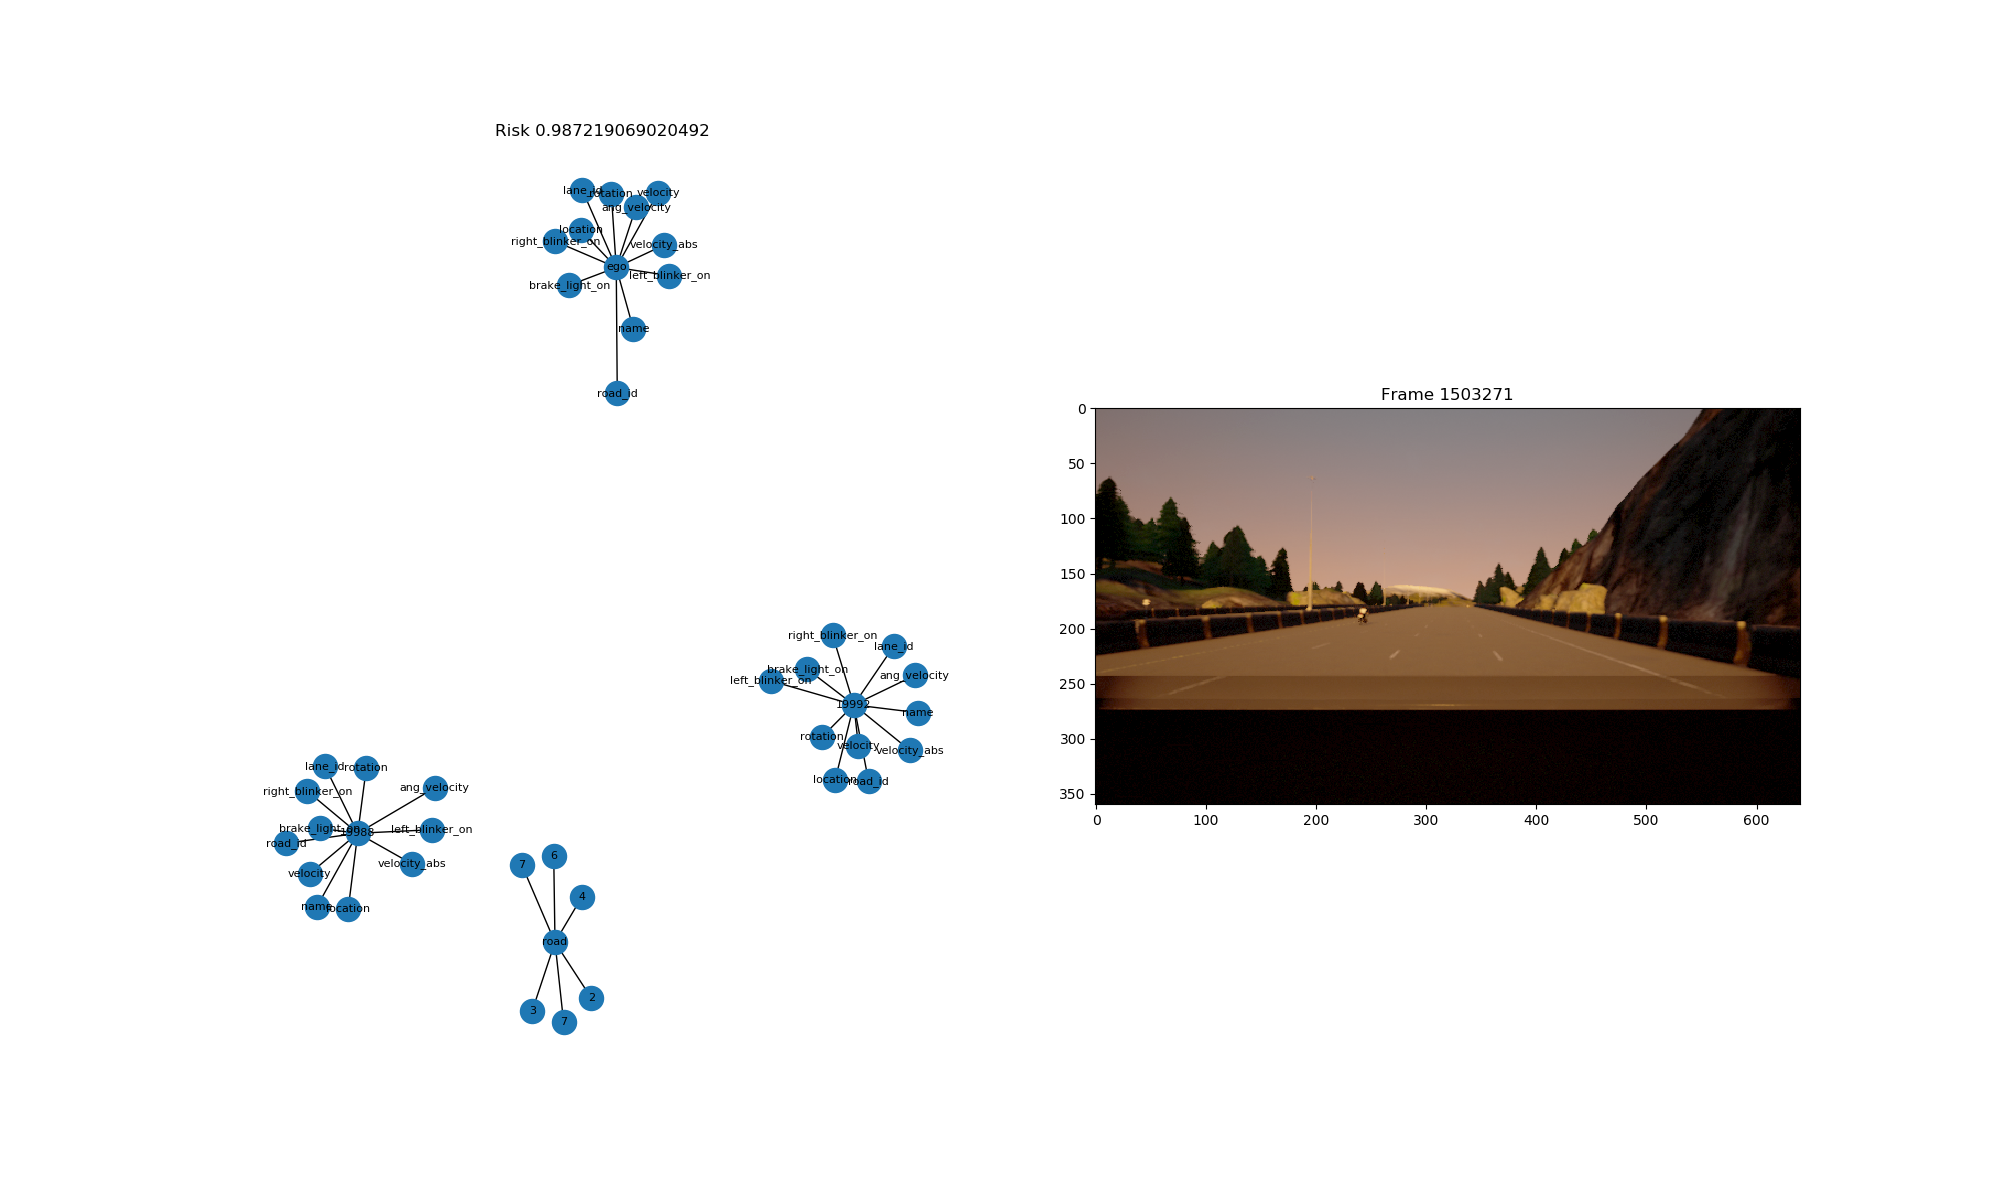 Risk 0.987219069020492
lane_id
rotation
velocity
ang_velocity
location
right_blinker_on
velocity_abs
ego
left_blinker_on
brake_light_on
name
road_id
right_blinker_on
lane_id
brake_light_on
ang_velocity
left_blinker_on
19992
name
rotation
velocity
velocity_abs
location
road_id
lane_id
rotation
ang_velocity
right_blinker_on
brake_light_on
19988
left_blinker_on
road_id
velocity_abs
velocity
name
location
7
6
4
road
3
7
2
Frame 1503271
0
50
100
150
200
250
300
350
0
100
200
300
400
500
600